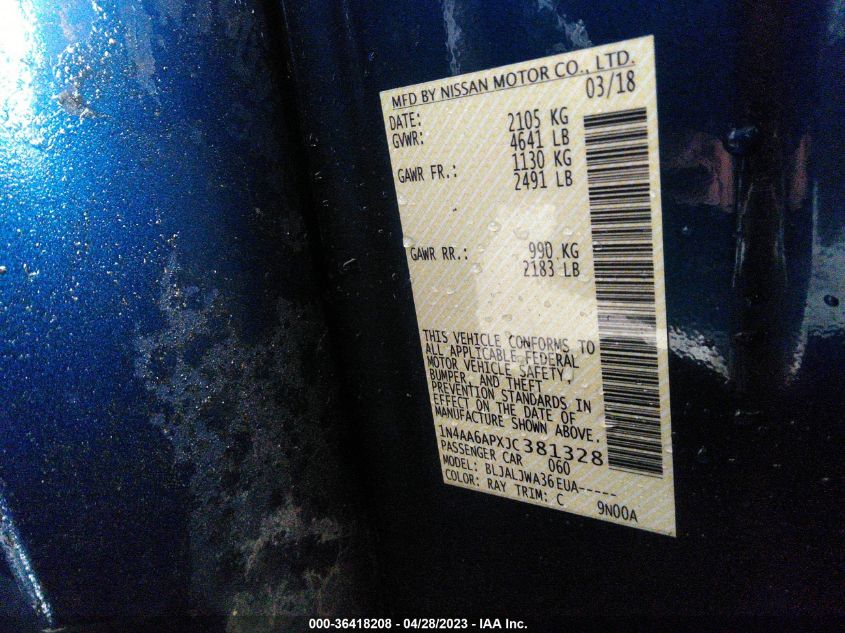 MFD BY NISSAN MOTOR CO., LTD.
DATE: 03/18
GVWR: 2105 KG
4641 LB
GAWR FR.: 1130 KG
2491 LB
GAWR RR.: 990 KG
2183 LB
THIS VEHICLE CONFORMS TO
ALL APPLICABLE FEDERAL
MOTOR VEHICLE SAFETY,
BUMPER, AND THEFT
PREVENTION STANDARDS IN
EFFECT ON THE DATE OF
MANUFACTURE SHOWN ABOVE.
1N4AA6APXJC381328
PASSENGER CAR 060
MODEL: BLJALJWA36EUA-----
COLOR: RAY TRIM: C 9N00A
000-36418208 - 04/28/2023 - IAA Inc.